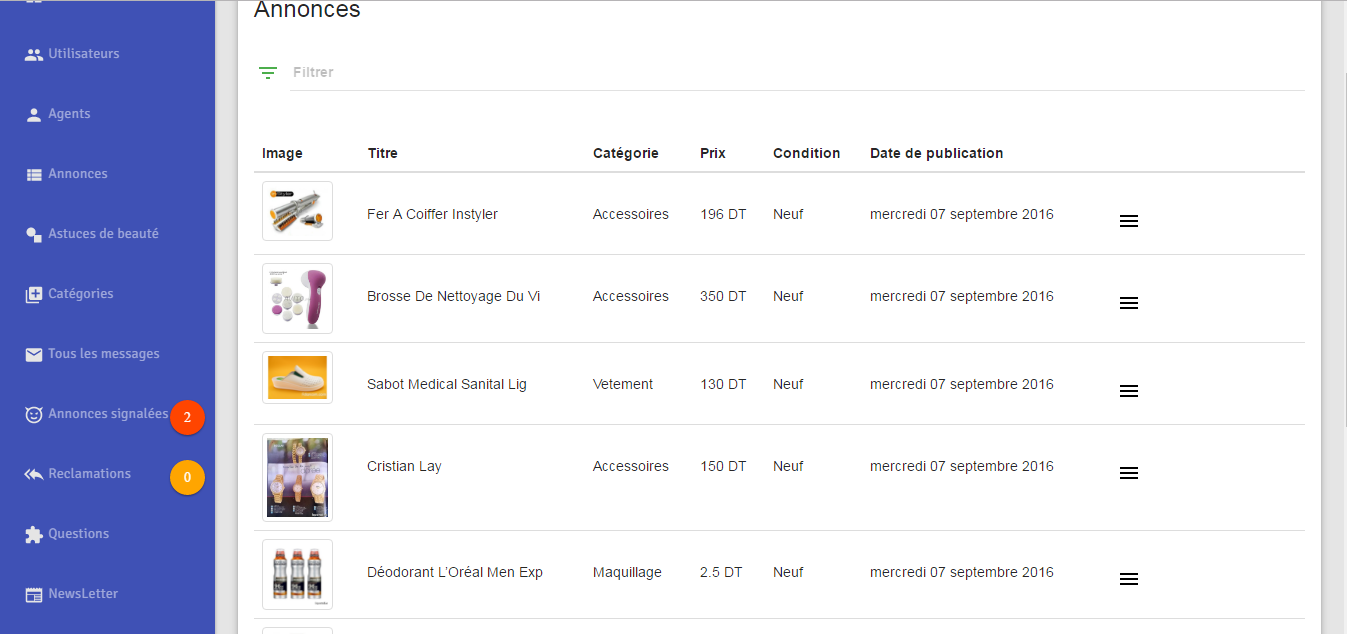 Annonces
Utilisateurs
Agents
Annonces
Astuces de beauté
Catégories
Tous les messages
Annonces signalées 2
Reclamations 0
Questions
NewsLetter
Filtrer
Image Titre Catégorie Prix Condition Date de publication
Fer A Coiffer Instyler Accessoires 196 DT Neuf mercredi 07 septembre 2016
Brosse De Nettoyage Du Vi Accessoires 350 DT Neuf mercredi 07 septembre 2016
Sabot Medical Sanital Lig Vetement 130 DT Neuf mercredi 07 septembre 2016
Cristian Lay Accessoires 150 DT Neuf mercredi 07 septembre 2016
Déodorant L’Oréal Men Exp Maquillage 2.5 DT Neuf mercredi 07 septembre 2016